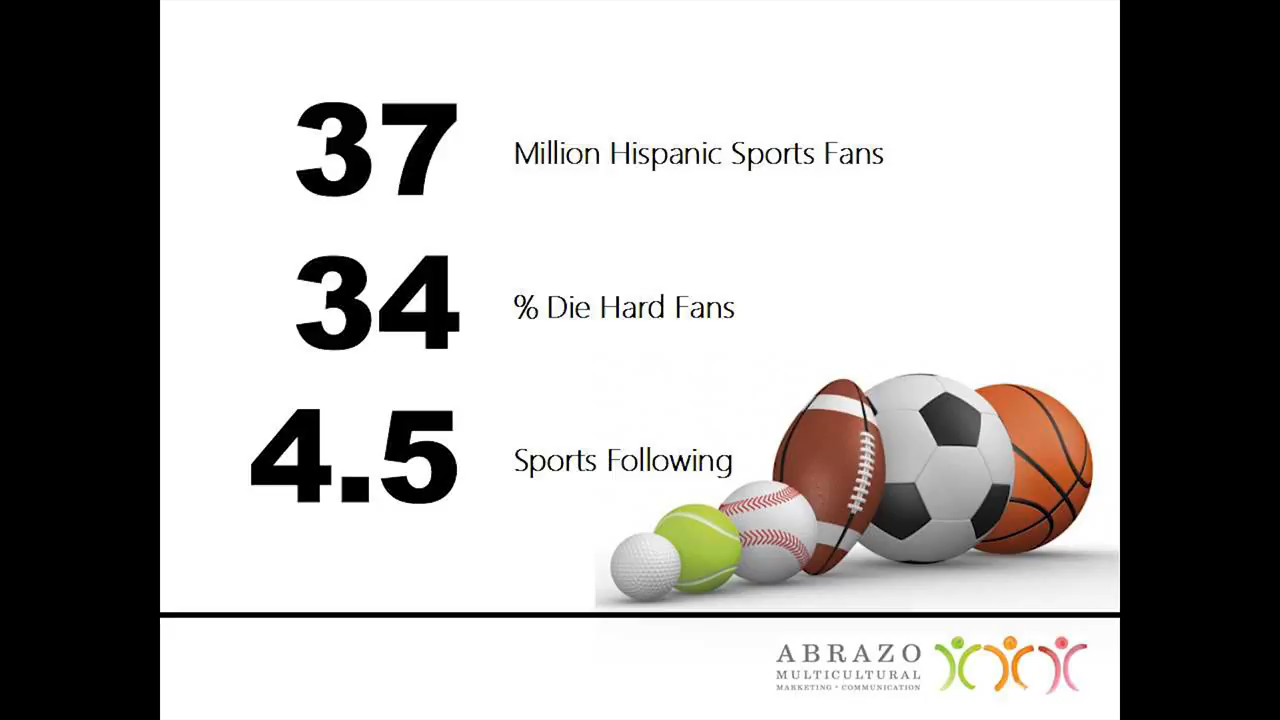 37 Million Hispanic Sports Fans
34 % Die Hard Fans
4.5 Sports Following
ABRAZO
MULTICULTURAL
MARKETING • COMMUNICATION